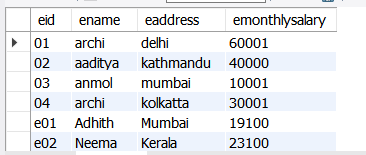 eid ename eaddress emonthlysalary
01 archi delhi 60001
02 aaditya kathmandu 40000
03 anmol mumbai 10001
04 archi kolkatta 30001
e01 Adhith Mumbai 19100
e02 Neema Kerala 23100